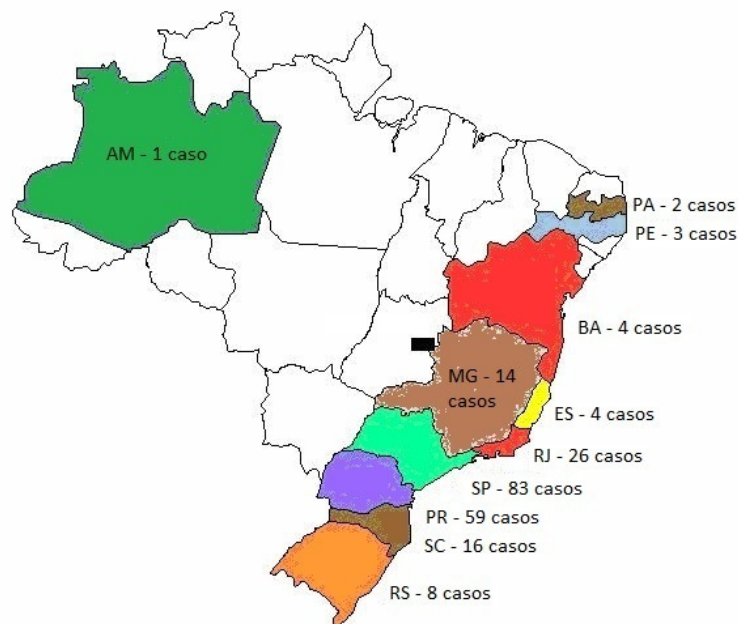 AM - 1 caso
PA - 2 casos
PE - 3 casos
BA - 4 casos
MG - 14
casos
ES - 4 casos
RJ - 26 casos
SP - 83 casos
PR - 59 casos
SC - 16 casos
RS - 8 casos